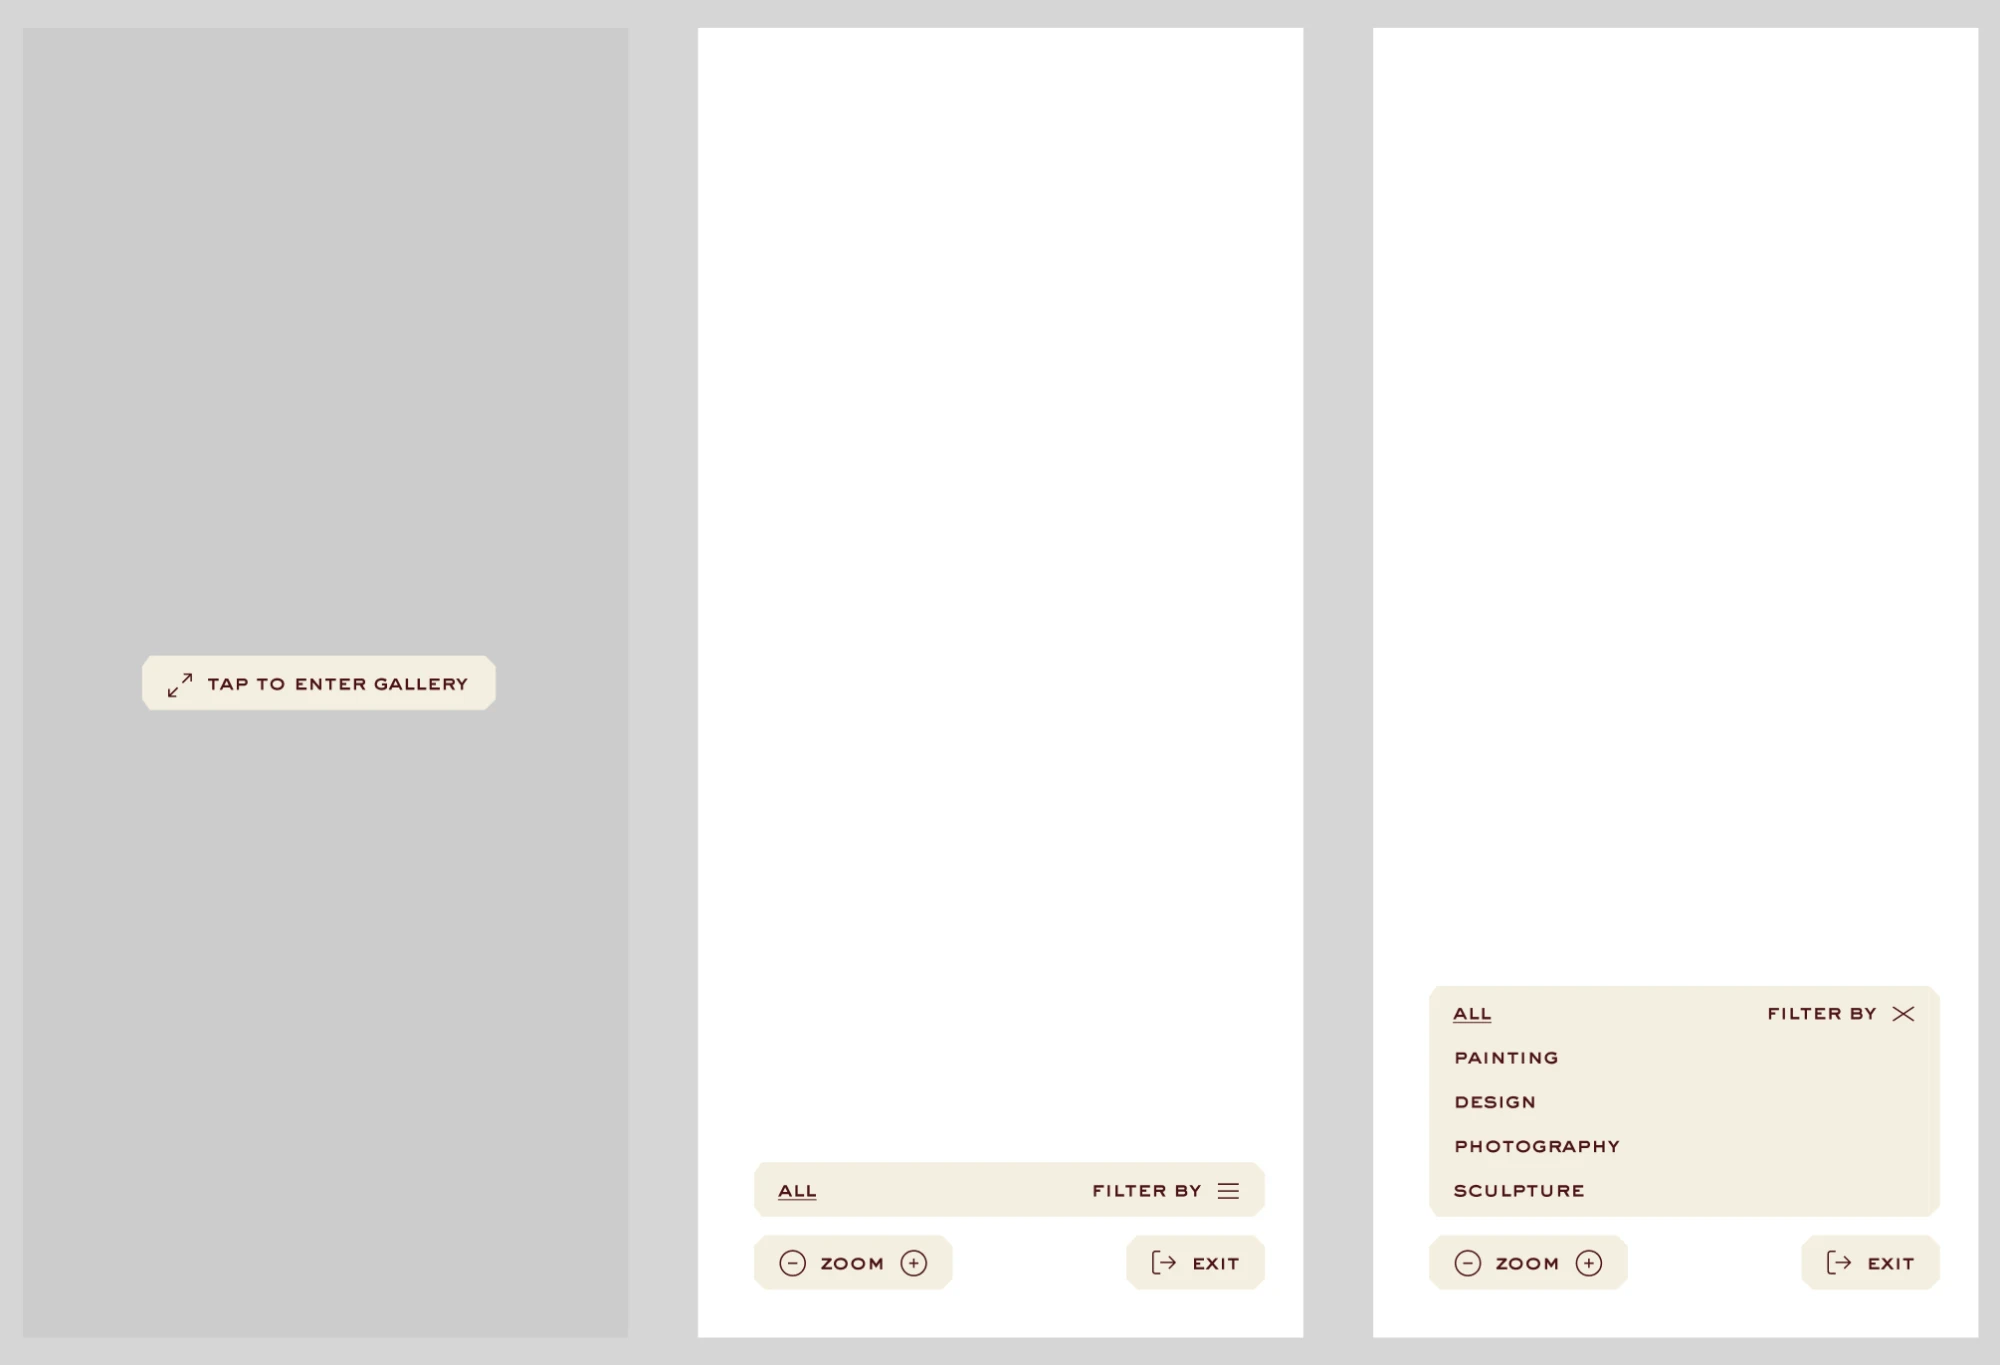 TAP TO ENTER GALLERY
ALL FILTER BY
ZOOM EXIT
ALL FILTER BY
PAINTING
DESIGN
PHOTOGRAPHY
SCULPTURE
ZOOM EXIT